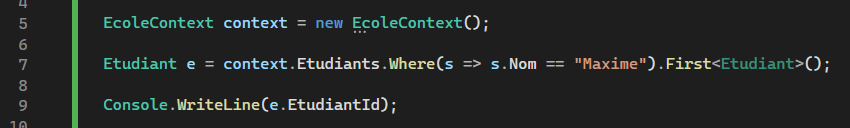 4
5 EcoleContext context = new EcoleContext();
6
7 Etudiant e = context.Etudiants.Where(s => s.Nom == "Maxime").First<Etudiant>();
8
9 Console.WriteLine(e.EtudiantId);
10